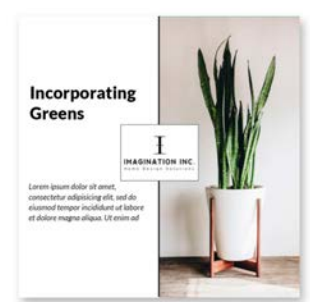 Incorporating
Greens
I
IMAGINATION INC.
Home Design Solutions
Lorem ipsum dolor sit amet,
consectetur adipisicing elit, sed do
eiusmod tempor incididunt ut labore
et dolore magna aliqua. Ut enim ad